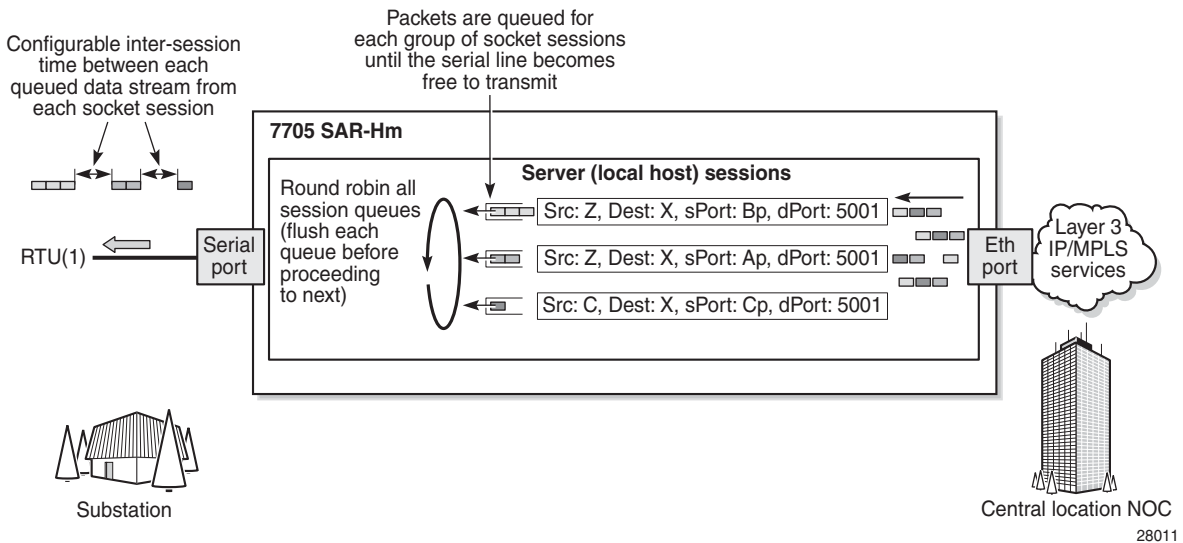 Packets are queued for
each group of socket sessions
until the serial line becomes
free to transmit
Configurable inter-session
time between each
queued data stream from
each socket session
7705 SAR-Hm
Server (local host) sessions
Round robin all
session queues
(flush each
queue before
proceeding
to next)
Src: Z, Dest: X, sPort: Bp, dPort: 5001
Src: Z, Dest: X, sPort: Ap, dPort: 5001
Src: C, Dest: X, sPort: Cp, dPort: 5001
RTU(1)
Serial
port
Eth
port
Layer 3
IP/MPLS
services
Substation
Central location NOC
28011